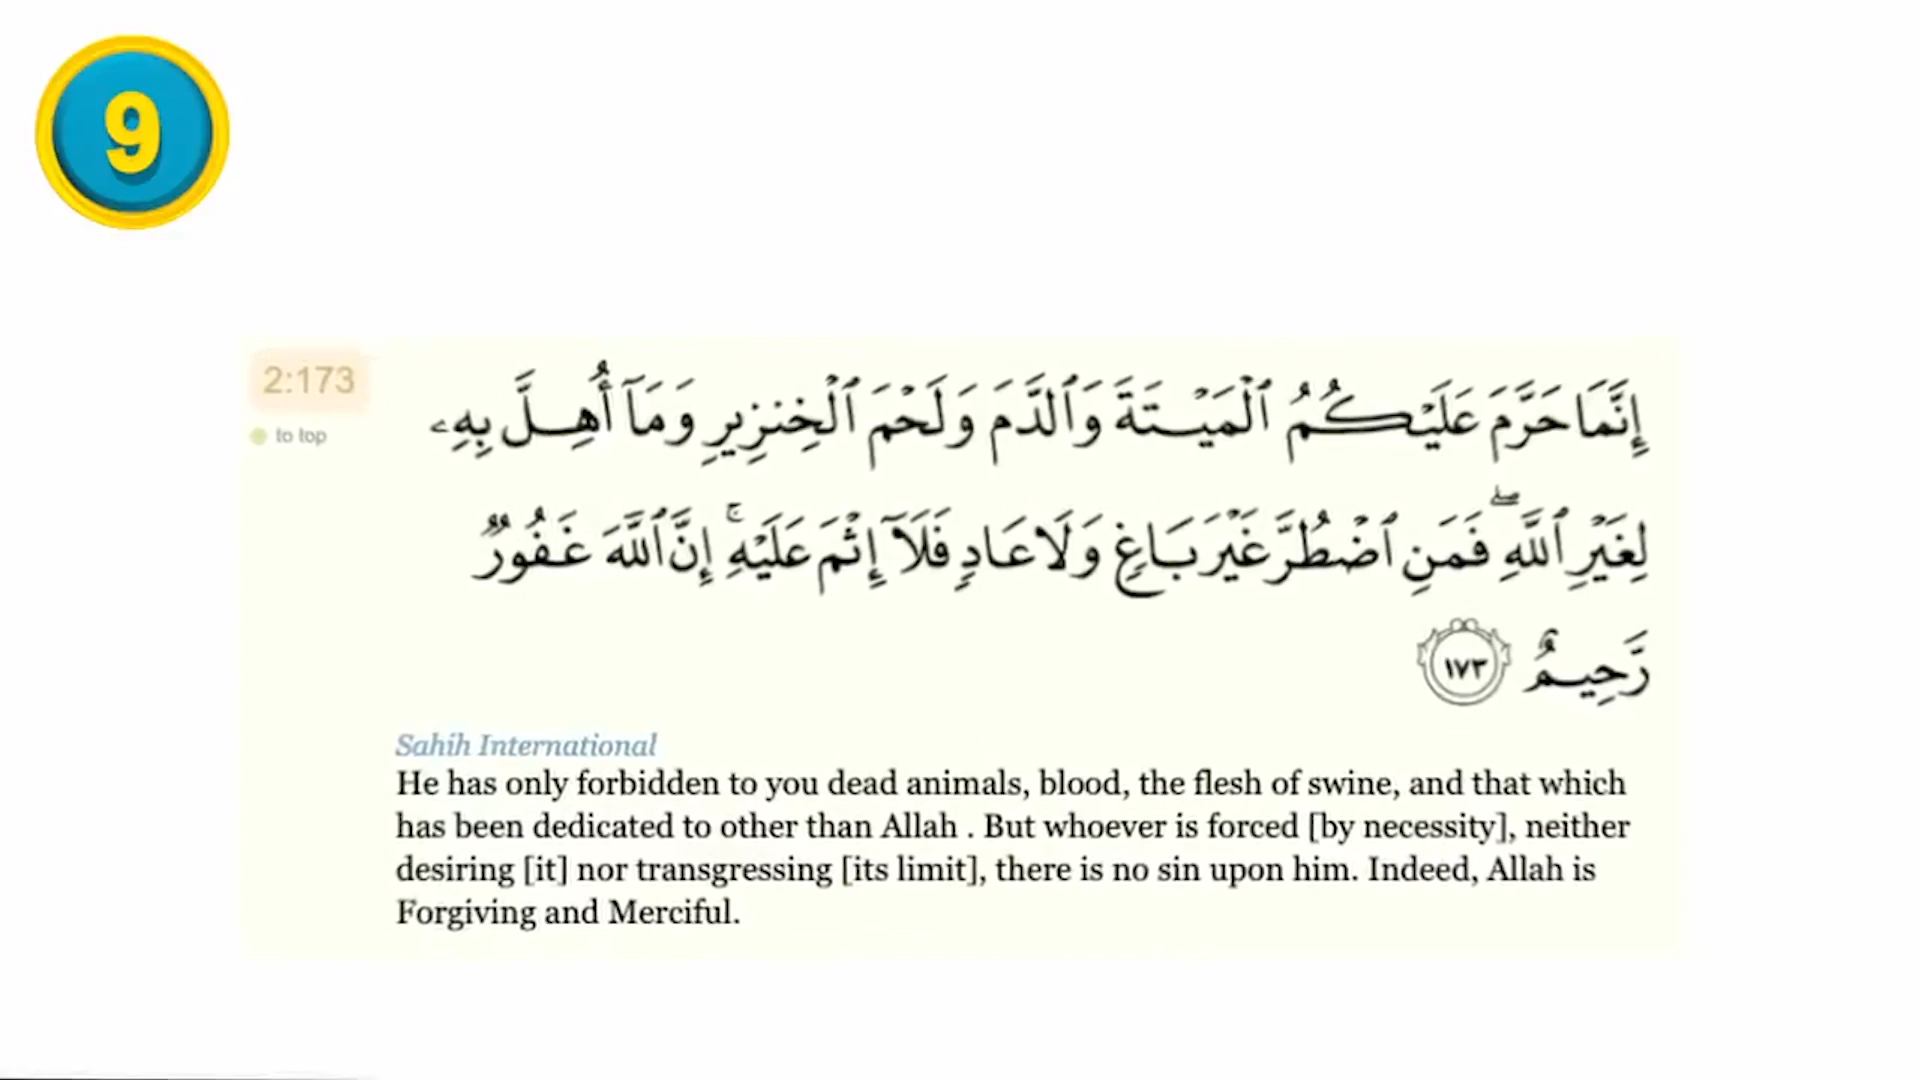 9
2:173
to top
إِنَّمَا حَرَّمَ عَلَيْكُمُ ٱلْمَيْتَةَ وَٱلدَّمَ وَلَحْمَ ٱلْخِنزِيرِ وَمَآ أُهِلَّ بِهِۦ
لِغَيْرِ ٱللَّهِ ۖ فَمَنِ ٱضْطُرَّ غَيْرَ بَاغٍ وَلَا عَادٍ فَلَآ إِثْمَ عَلَيْهِ ۚ إِنَّ ٱللَّهَ غَفُورٌ
رَّحِيمٌ ١٧٣
Sahih International
He has only forbidden to you dead animals, blood, the flesh of swine, and that which
has been dedicated to other than Allah . But whoever is forced [by necessity], neither
desiring [it] nor transgressing [its limit], there is no sin upon him. Indeed, Allah is
Forgiving and Merciful.